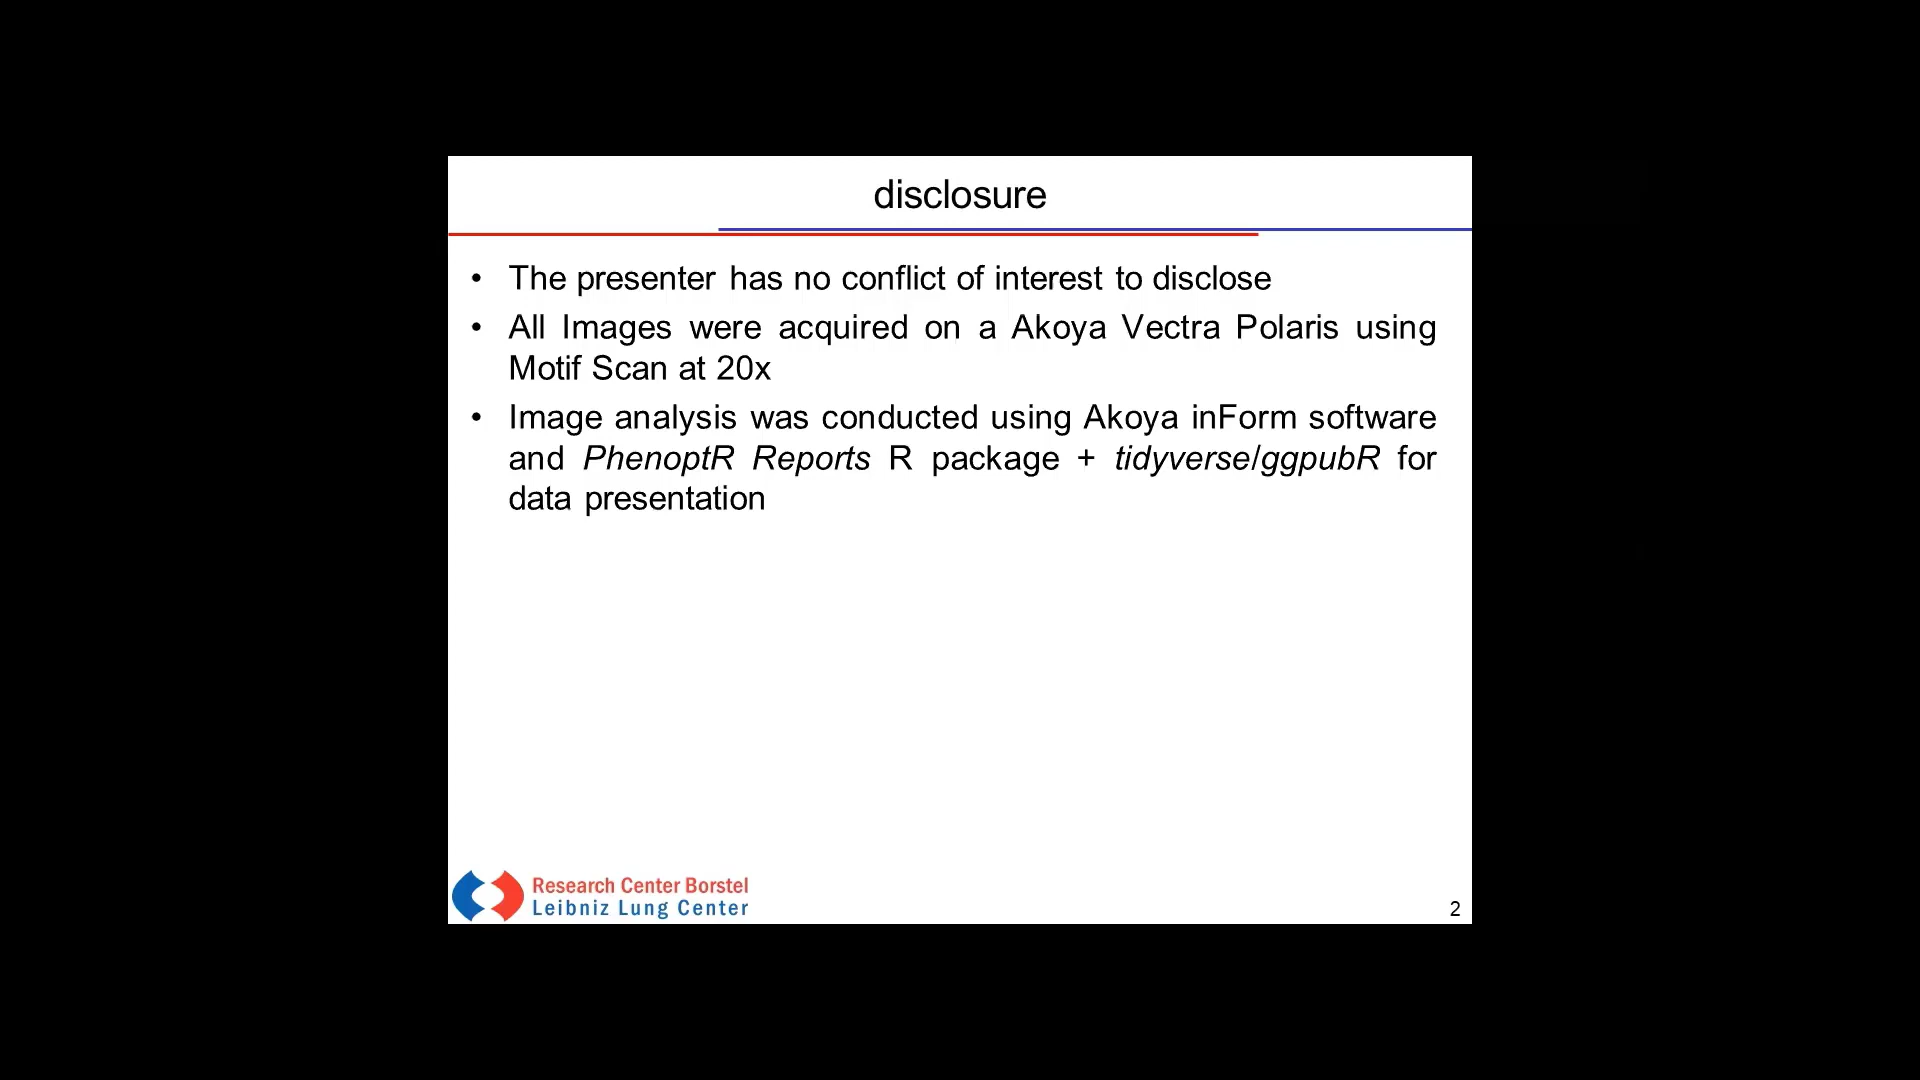 disclosure
• The presenter has no conflict of interest to disclose
• All Images were acquired on a Akoya Vectra Polaris using
Motif Scan at 20x
• Image analysis was conducted using Akoya inForm software
and PhenoptR Reports R package + tidyverse/ggpubR for
data presentation
Research Center Borstel
Leibniz Lung Center
2